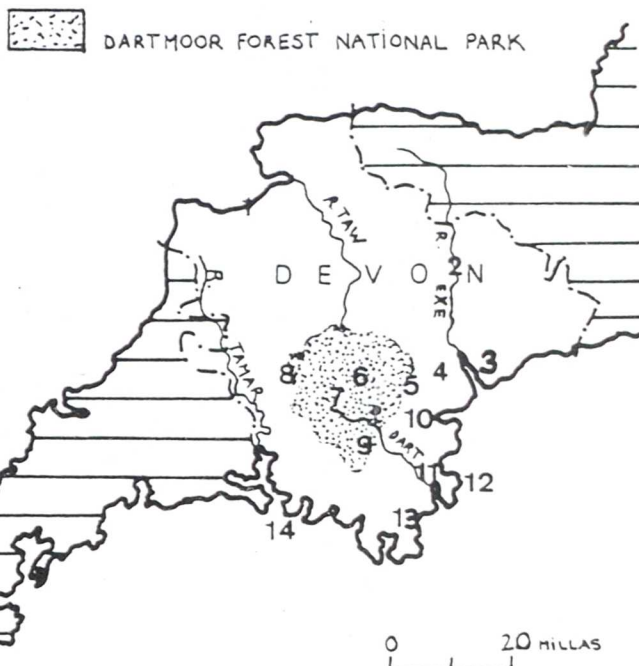 DARTMOOR FOREST NATIONAL PARK
R. TAW
R. EXE
DEVON
2
3
4
5
6
7
8
R. TAMAR
R. DART
9
10
11
12
13
14
0 20 MILLAS